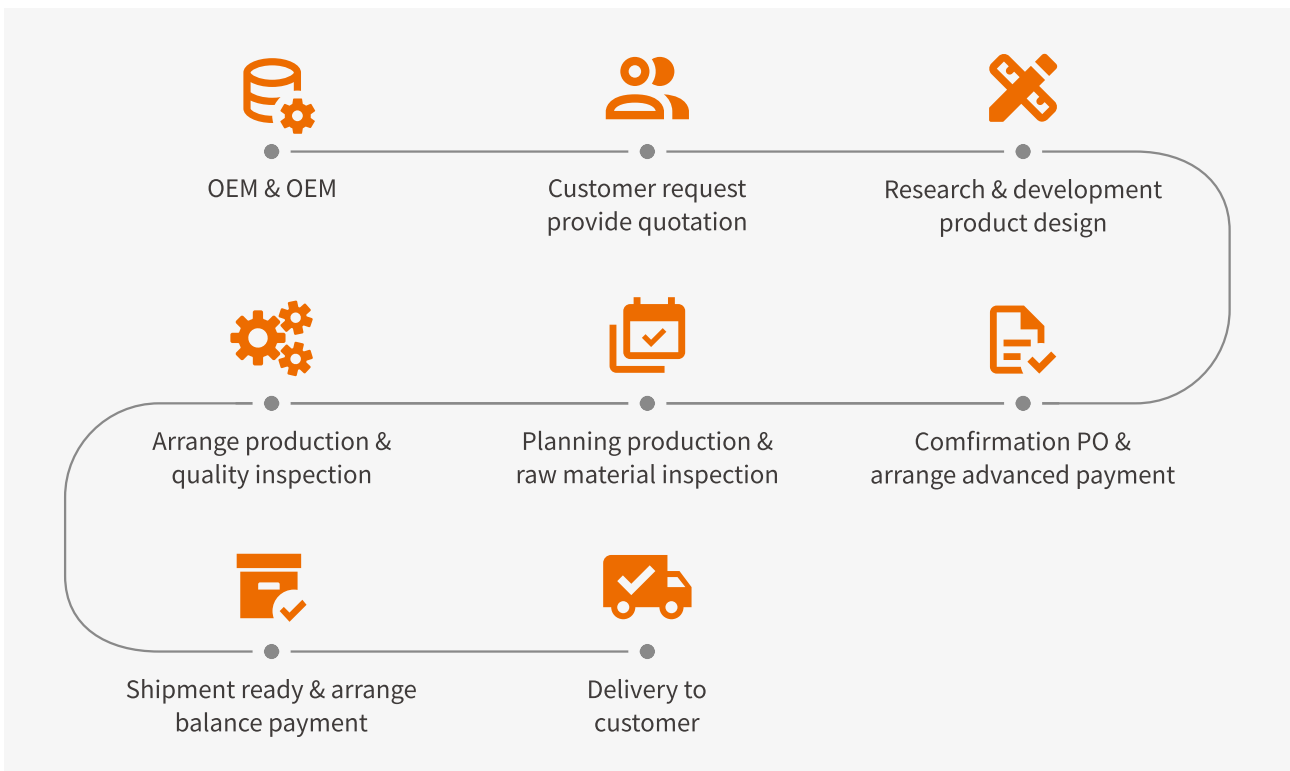 OEM & OEM
Customer request
provide quotation
Research & development
product design
Arrange production &
quality inspection
Planning production &
raw material inspection
Comfirmation PO &
arrange advanced payment
Shipment ready & arrange
balance payment
Delivery to
customer